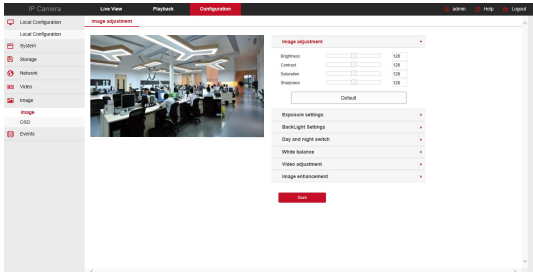 IP Camera Live View Playback Configuration admin Help Logout
Local Configuration
Local Configuration
System
Storage
Network
Video
Image
Image
OSD
Events
Image adjustment
Image adjustment
Brightness 128
Contrast 128
Saturation 128
Sharpness 128
Default
Exposure settings
BackLight Settings
Day and night switch
White balance
Video adjustment
Image enhancement
Save